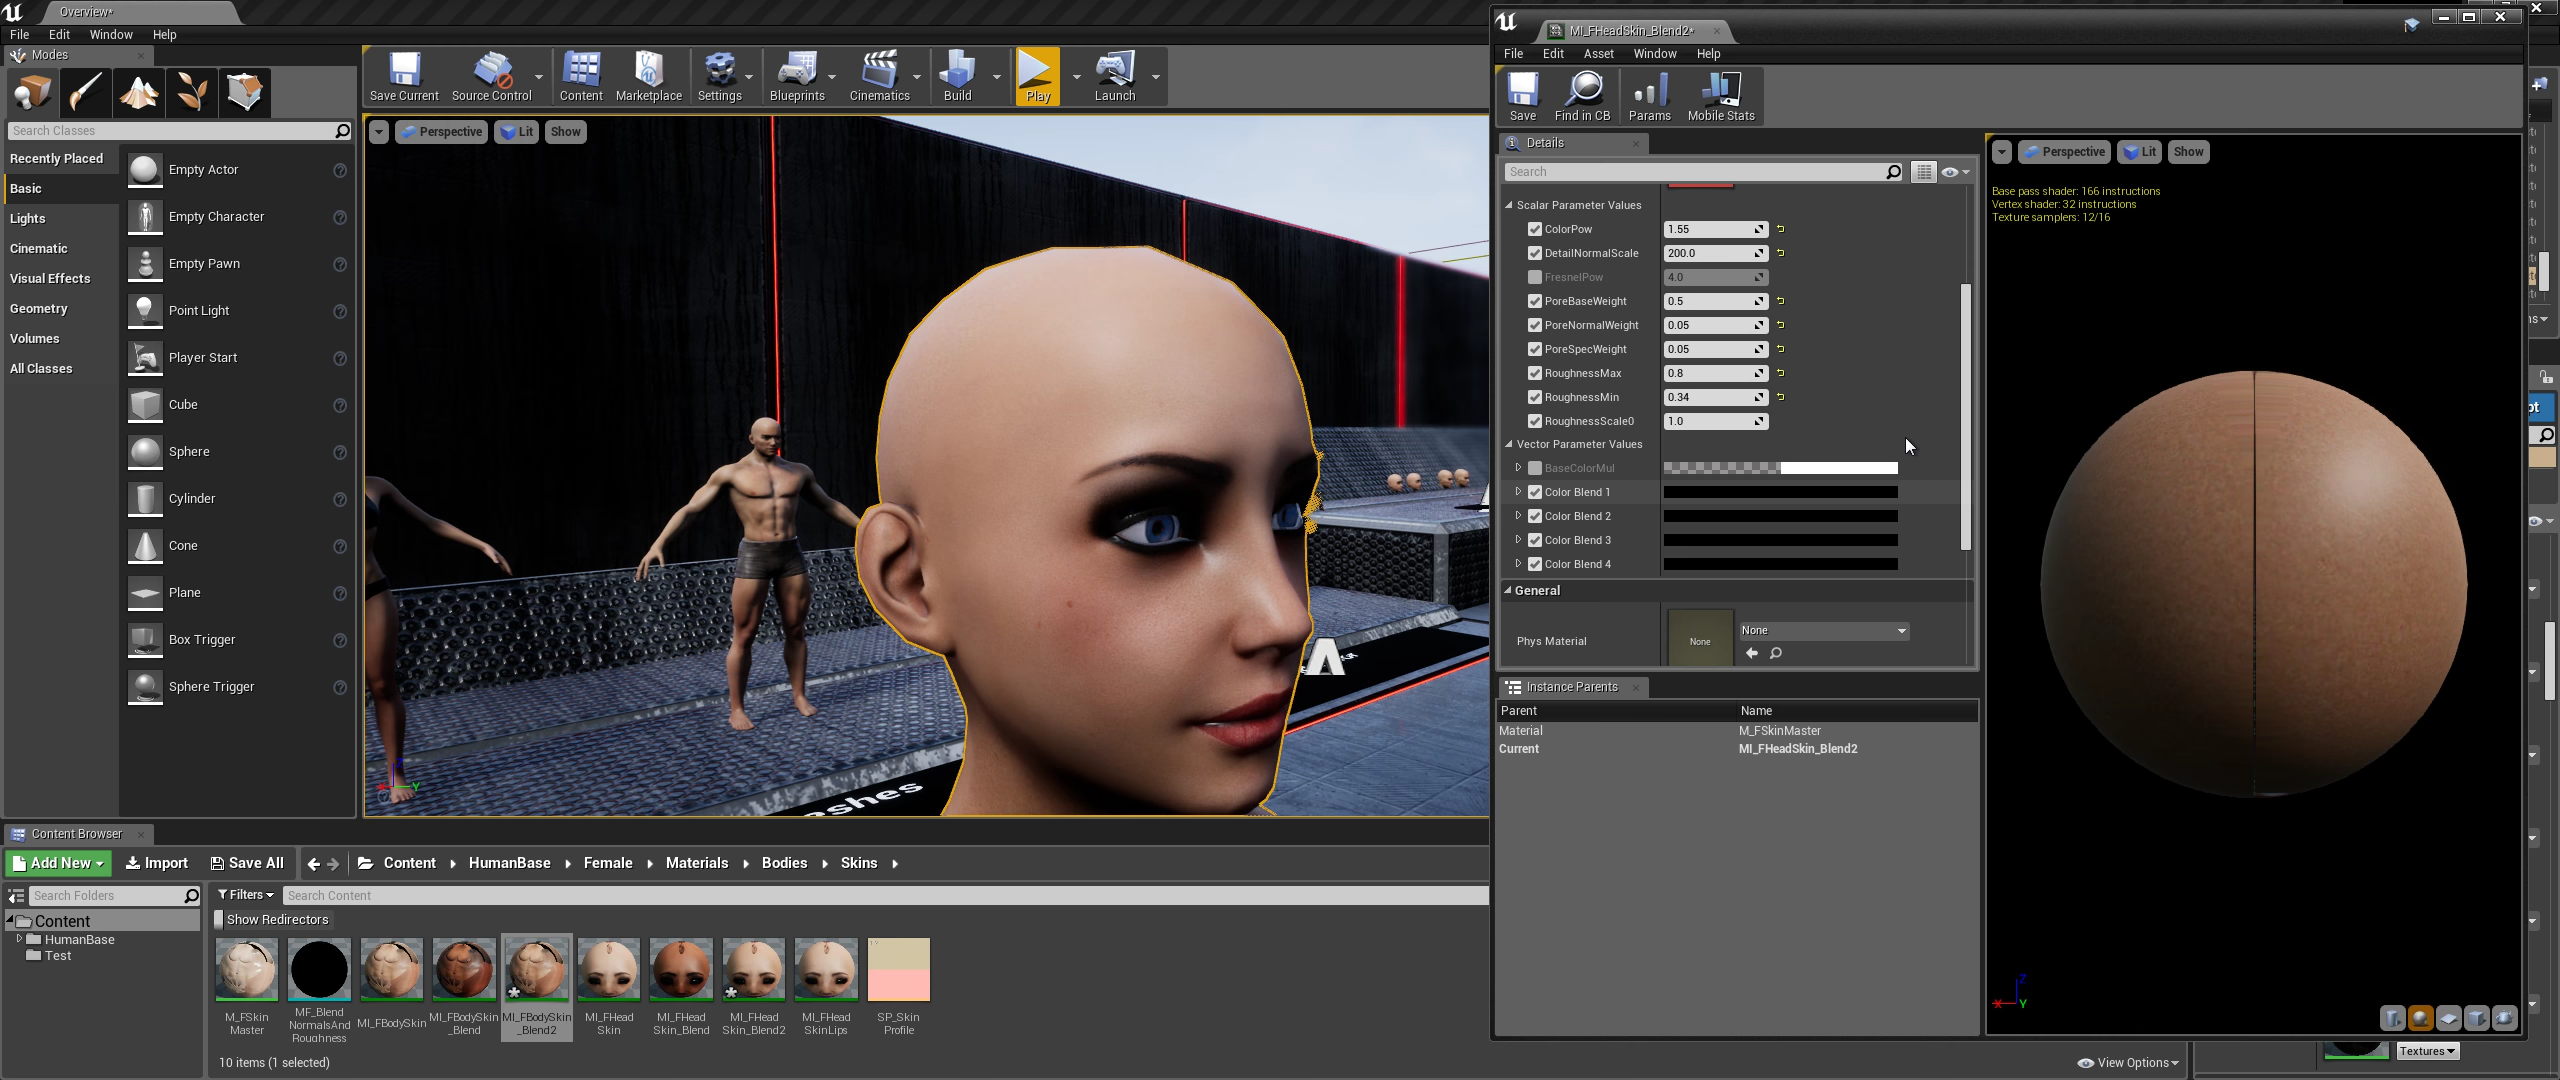 Overview*
File Edit Window Help
Modes
Search Classes
Recently Placed
Basic
Lights
Cinematic
Visual Effects
Geometry
Volumes
All Classes
Empty Actor
Empty Character
Empty Pawn
Point Light
Player Start
Cube
Sphere
Cylinder
Cone
Plane
Box Trigger
Sphere Trigger
Save Current Source Control Content Marketplace Settings Blueprints Cinematics Build Play Launch
Perspective Lit Show
Z
Y
eshes
MI_FHeadSkin_Blend2*
File Edit Asset Window Help
Save Find in CB Params Mobile Stats
Details
Search
Scalar Parameter Values
ColorPow 1.55
DetailNormalScale 200.0
FresnelPow 4.0
PoreBaseWeight 0.5
PoreNormalWeight 0.05
PoreSpecWeight 0.05
RoughnessMax 0.8
RoughnessMin 0.34
RoughnessScale0 1.0
Vector Parameter Values
BaseColorMul
Color Blend 1
Color Blend 2
Color Blend 3
Color Blend 4
General
Phys Material None None
Instance Parents
Parent Name
Material M_FSkinMaster
Current MI_FHeadSkin_Blend2
Perspective Lit Show
Base pass shader: 166 instructions
Vertex shader: 32 instructions
Texture samplers: 12/16
Z
X Y
Content Browser
Add New Import Save All Content HumanBase Female Materials Bodies Skins
Search Folders
Filters Search Content
Show Redirectors
Content
HumanBase
Test
M_FSkin
Master
MF_Blend
NormalsAnd
Roughness
MI_FBodySkin
MI_FBodySkin
_Blend
MI_FBodySkin
_Blend2
MI_FHead
Skin
MI_FHead
Skin_Blend
MI_FHead
Skin_Blend2
MI_FHead
SkinLips
SP_Skin
Profile
10 items (1 selected)
View Options
Textures